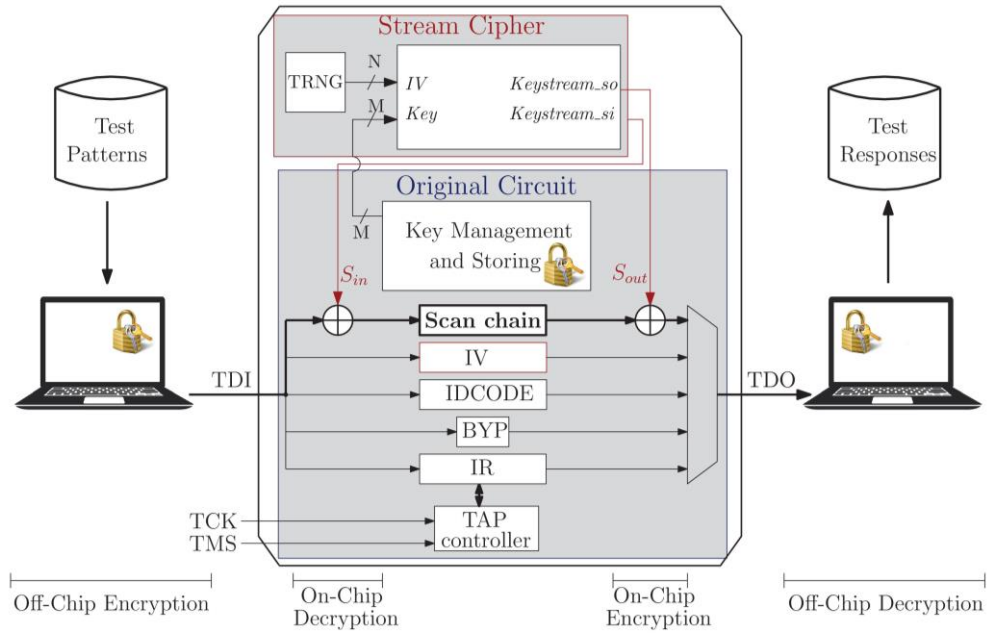 Stream Cipher
TRNG
N
M
IV
Key
Keystream_so
Keystream_si
Test
Patterns
Test
Responses
Original Circuit
M
Key Management
and Storing
S_in
S_out
Scan chain
IV
IDCODE
BYP
IR
TAP
controller
TDI
TDO
TCK
TMS
Off-Chip Encryption
On-Chip
Decryption
On-Chip
Encryption
Off-Chip Decryption